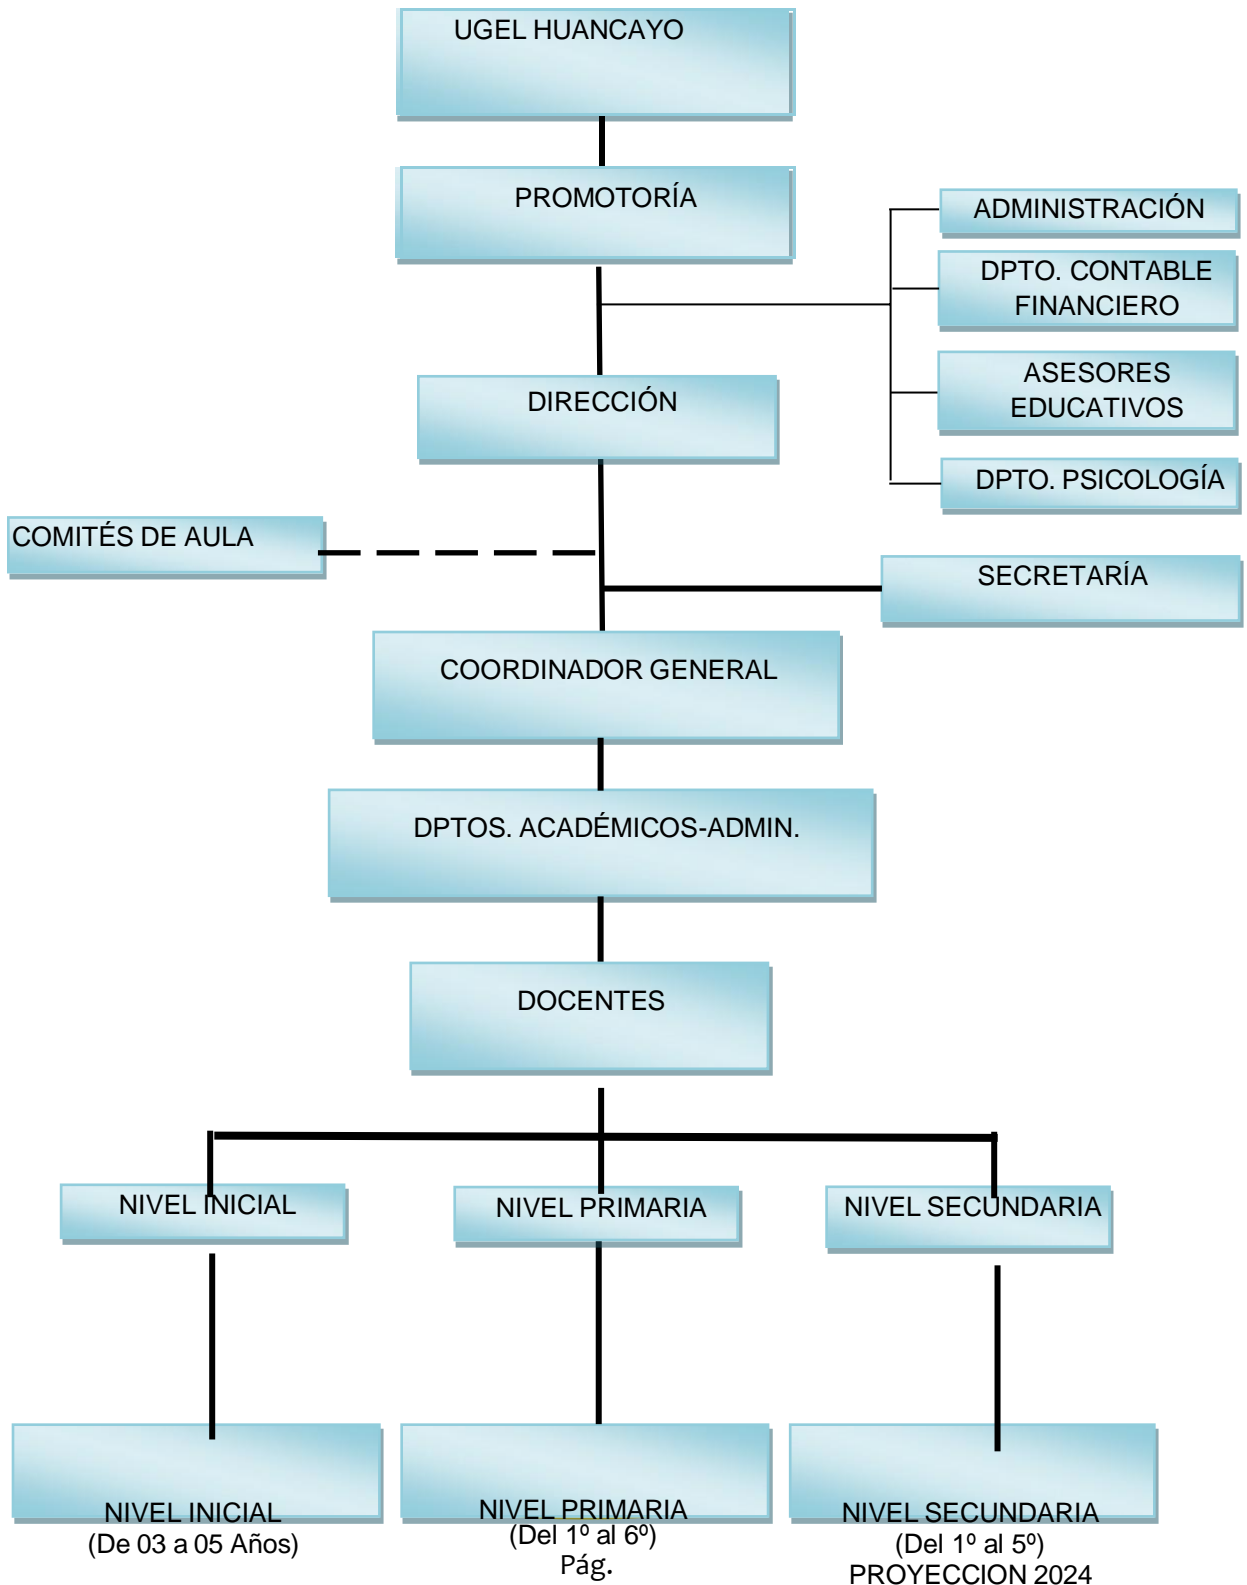 UGEL HUANCAYO
PROMOTORÍA
ADMINISTRACIÓN
DPTO. CONTABLE
FINANCIERO
ASESORES
EDUCATIVOS
DIRECCIÓN
DPTO. PSICOLOGÍA
COMITÉS DE AULA
SECRETARÍA
COORDINADOR GENERAL
DPTOS. ACADÉMICOS-ADMIN.
DOCENTES
NIVEL INICIAL
NIVEL PRIMARIA
NIVEL SECUNDARIA
NIVEL INICIAL
(De 03 a 05 Años)
NIVEL PRIMARIA
(Del 1º al 6º)
Pág.
NIVEL SECUNDARIA
(Del 1º al 5º)
PROYECCION 2024